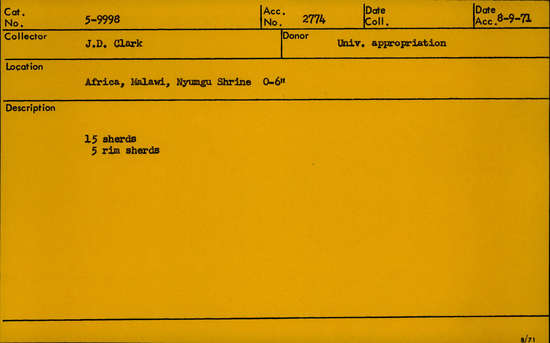 Cat. No. 5-9998 Acc. No. 2774 Date Coll. Date Acc. 8-9-71
Collector J.D. Clark Donor Univ. appropriation
Location
Africa, Malawi, Nyungu Shrine 0-6"
Description
15 sherds
5 rim sherds
8/71